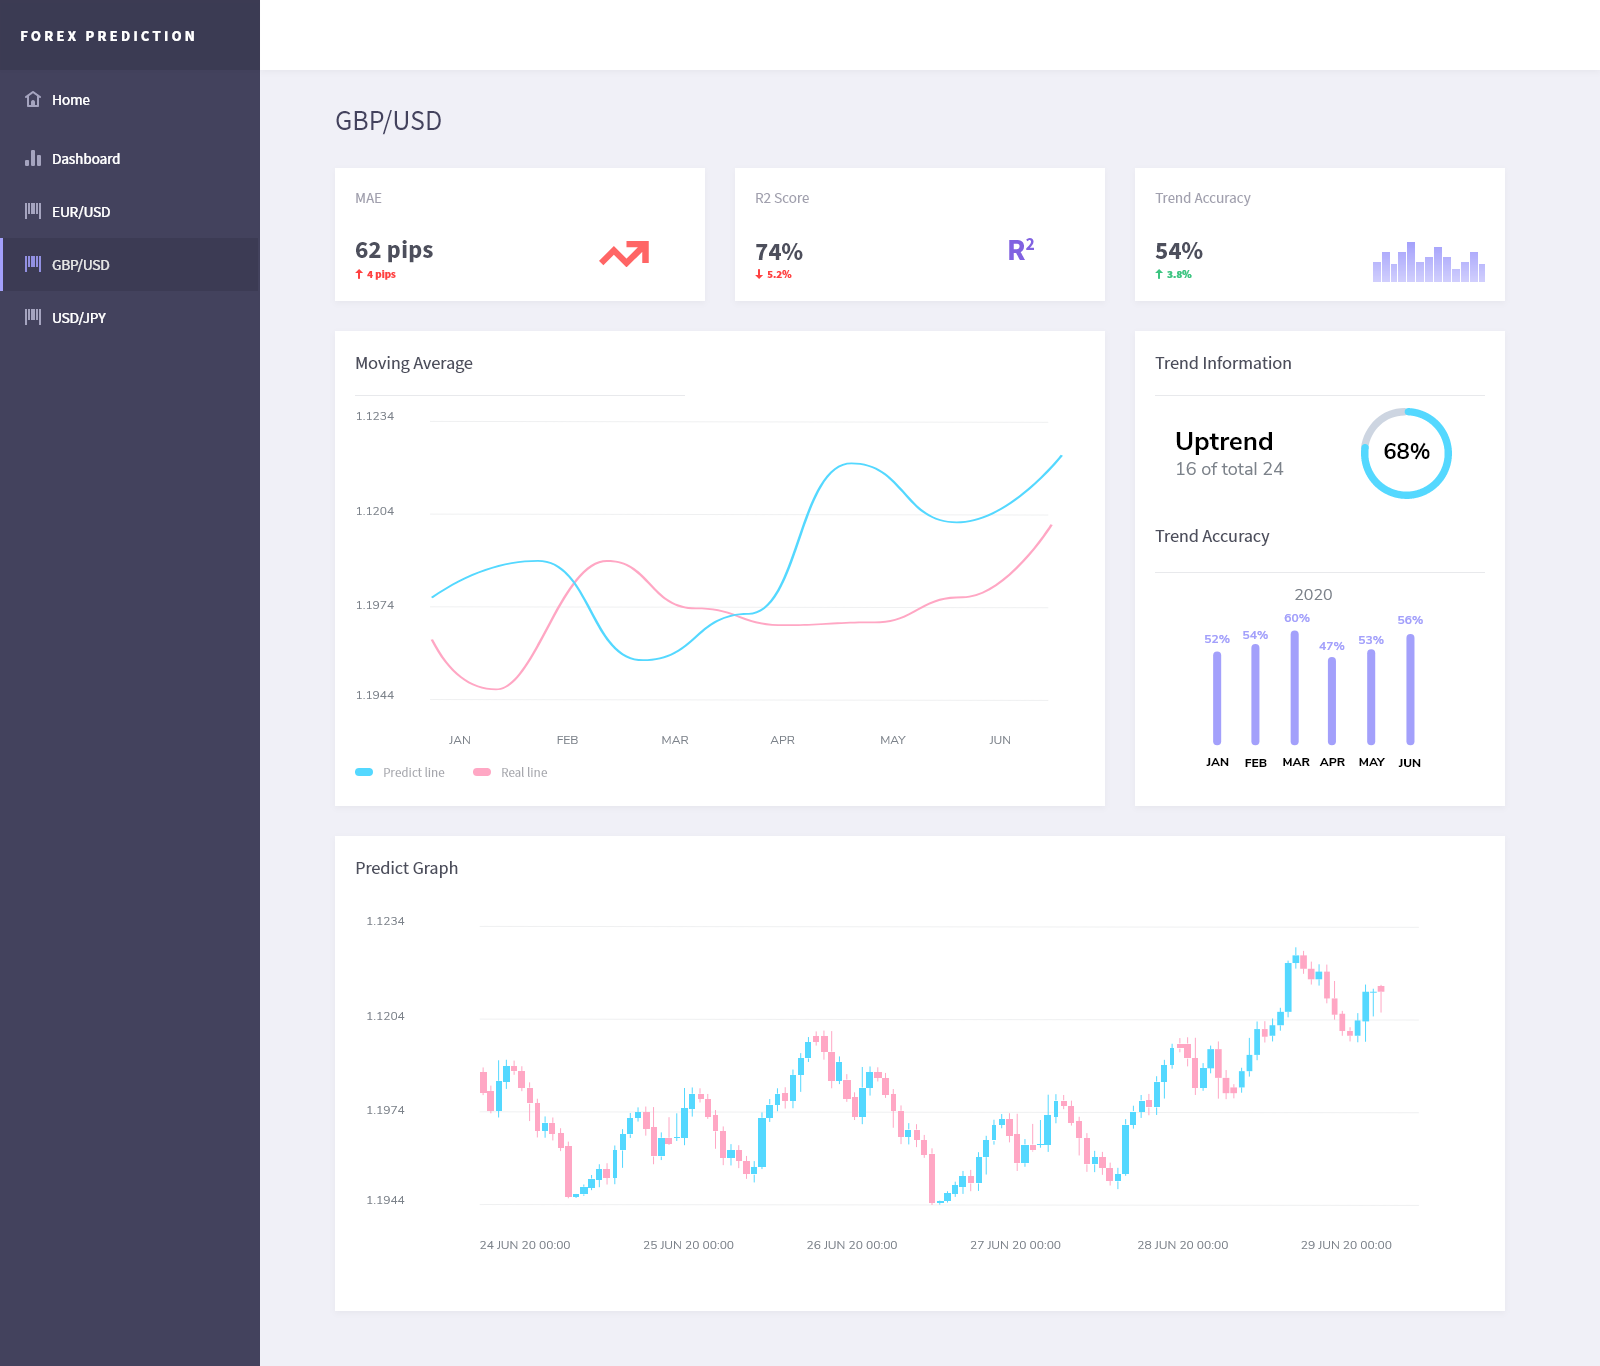 FOREX PREDICTION
Home
Dashboard
EUR/USD
GBP/USD
USD/JPY
GBP/USD
MAE
62 pips
4 pips
R2 Score
74%
5.2%
R²
Trend Accuracy
54%
3.8%
Moving Average
1.1234
1.1204
1.1974
1.1944
JAN FEB MAR APR MAY JUN
Predict line Real line
Trend Information
Uptrend
16 of total 24
68%
Trend Accuracy
2020
52% 54% 60% 47% 53% 56%
JAN FEB MAR APR MAY JUN
Predict Graph
1.1234
1.1204
1.1974
1.1944
24 JUN 20 00:00 25 JUN 20 00:00 26 JUN 20 00:00 27 JUN 20 00:00 28 JUN 20 00:00 29 JUN 20 00:00